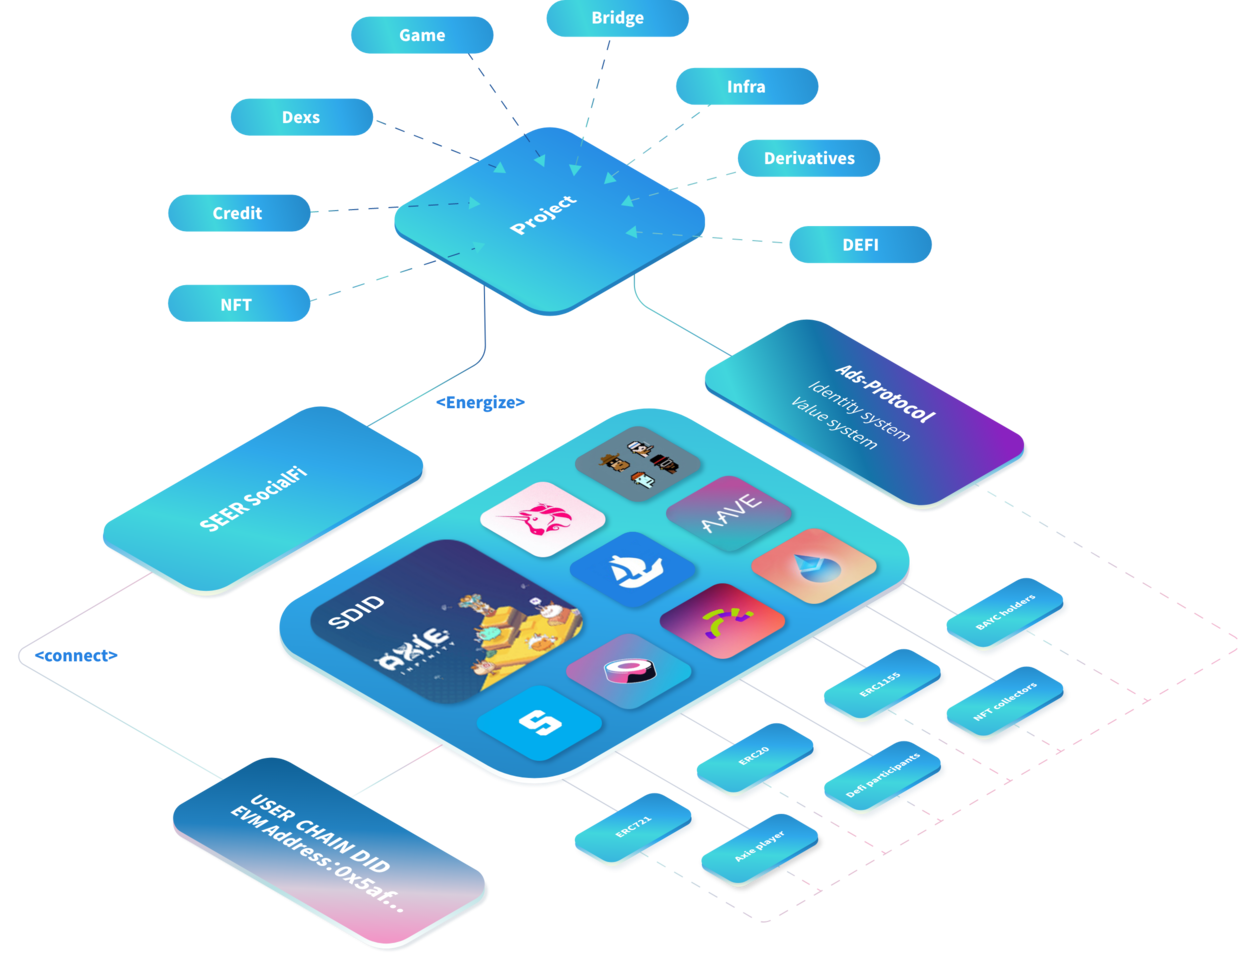 Bridge
Game
Infra
Dexs
Derivatives
Credit
Project
DEFI
NFT
Ads-Protocol
Identity system
Value system
<Energize>
SEER SocialFi
AAVE
SDID
AXIE
INFINITY
<connect>
BAYC holders
ERC1155
NFT collectors
ERC20
Defi participants
ERC721
Axie player
USER CHAIN DID
EVM Address:0x5af...